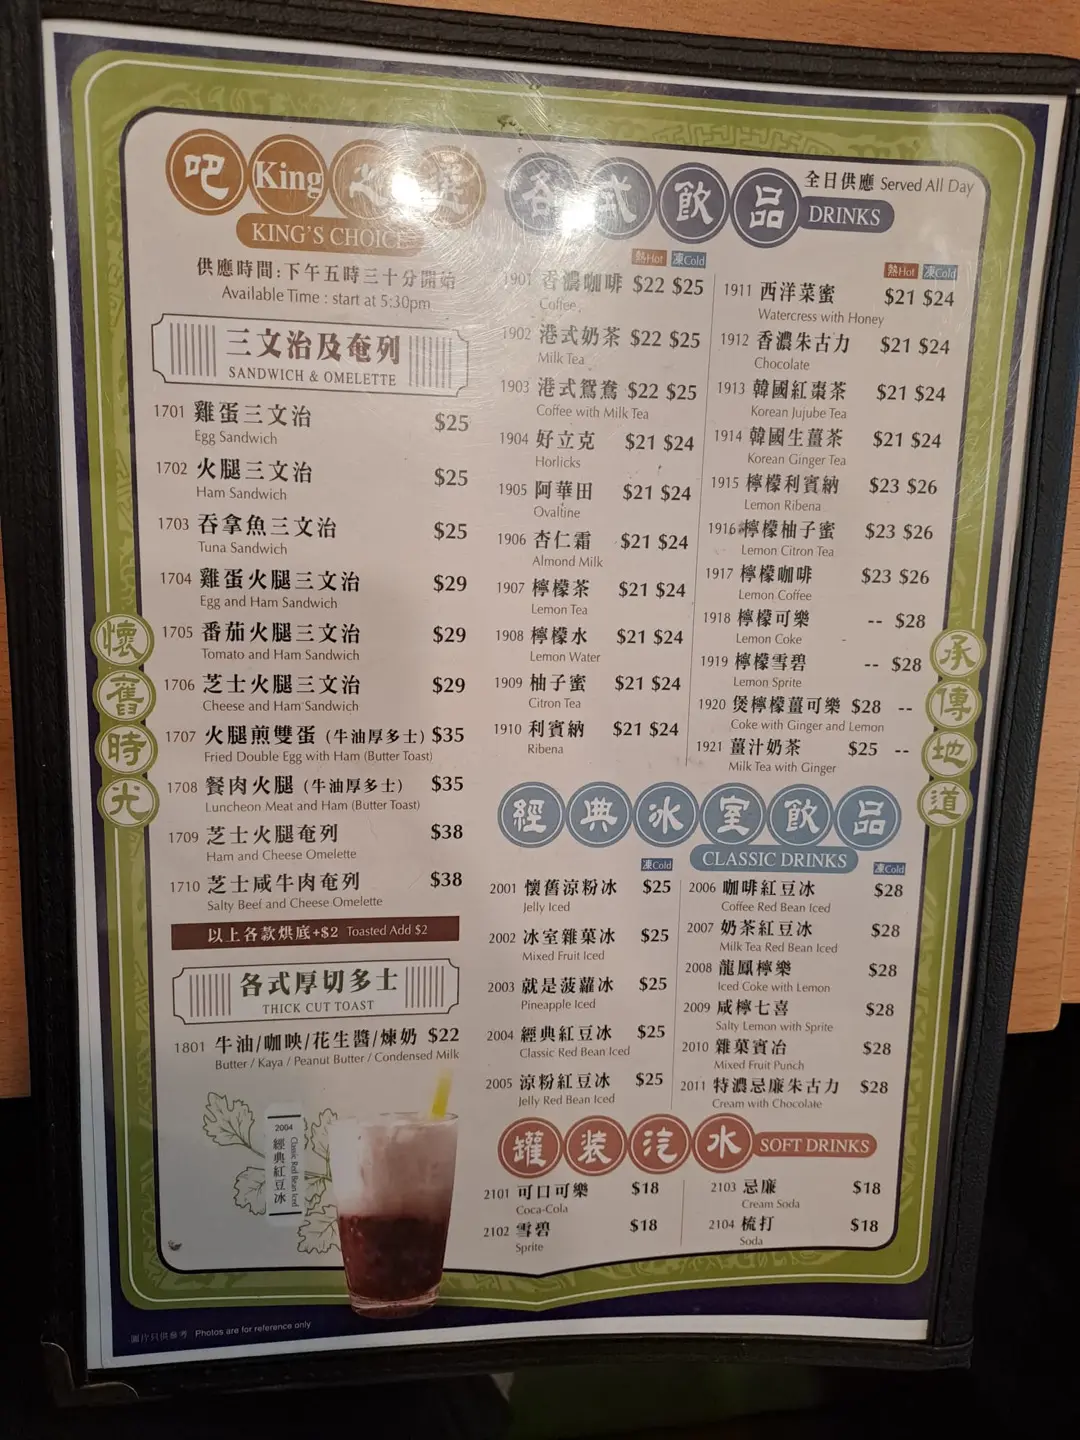 吧King之選
KING'S CHOICE
供應時間:下午五時三十分開始
Available Time : start at 5:30pm
三文治及奄列
SANDWICH & OMELETTE
1701 雞蛋三文治 $25
Egg Sandwich
1702 火腿三文治 $25
Ham Sandwich
1703 吞拿魚三文治 $25
Tuna Sandwich
1704 雞蛋火腿三文治 $29
Egg and Ham Sandwich
1705 番茄火腿三文治 $29
Tomato and Ham Sandwich
1706 芝士火腿三文治 $29
Cheese and Ham Sandwich
1707 火腿煎雙蛋 (牛油厚多士) $35
Fried Double Egg with Ham (Butter Toast)
1708 餐肉火腿 (牛油厚多士) $35
Luncheon Meat and Ham (Butter Toast)
1709 芝士火腿奄列 $38
Ham and Cheese Omelette
1710 芝士咸牛肉奄列 $38
Salty Beef and Cheese Omelette
以上各款烘底+$2 Toasted Add $2
各式厚切多士
THICK CUT TOAST
1801 牛油/咖央/花生醬/煉奶 $22
Butter / Kaya / Peanut Butter / Condensed Milk
2004
經典紅豆冰
Classic Red Bean Iced
各式飲品
全日供應 Served All Day
DRINKS
熱Hot 凍Cold
1901 香濃咖啡 $22 $25
Coffee
1902 港式奶茶 $22 $25
Milk Tea
1903 港式鴛鴦 $22 $25
Coffee with Milk Tea
1904 好立克 $21 $24
Horlicks
1905 阿華田 $21 $24
Ovaltine
1906 杏仁霜 $21 $24
Almond Milk
1907 檸檬茶 $21 $24
Lemon Tea
1908 檸檬水 $21 $24
Lemon Water
1909 柚子蜜 $21 $24
Citron Tea
1910 利賓納 $21 $24
Ribena
熱Hot 凍Cold
1911 西洋菜蜜 $21 $24
Watercress with Honey
1912 香濃朱古力 $21 $24
Chocolate
1913 韓國紅棗茶 $21 $24
Korean Jujube Tea
1914 韓國生薑茶 $21 $24
Korean Ginger Tea
1915 檸檬利賓納 $23 $26
Lemon Ribena
1916 檸檬柚子蜜 $23 $26
Lemon Citron Tea
1917 檸檬咖啡 $23 $26
Lemon Coffee
1918 檸檬可樂 -- $28
Lemon Coke
1919 檸檬雪碧 -- $28
Lemon Sprite
1920 煲檸檬薑可樂 $28 --
Coke with Ginger and Lemon
1921 薑汁奶茶 $25 --
Milk Tea with Ginger
經典冰室飲品
CLASSIC DRINKS
凍Cold
2001 懷舊涼粉冰 $25
Jelly Iced
2002 冰室雜菓冰 $25
Mixed Fruit Iced
2003 就是菠蘿冰 $25
Pineapple Iced
2004 經典紅豆冰 $25
Classic Red Bean Iced
2005 涼粉紅豆冰 $25
Jelly Red Bean Iced
凍Cold
2006 咖啡紅豆冰 $28
Coffee Red Bean Iced
2007 奶茶紅豆冰 $28
Milk Tea Red Bean Iced
2008 龍鳳檸樂 $28
Iced Coke with Lemon
2009 咸檸七喜 $28
Salty Lemon with Sprite
2010 雜菓賓冶 $28
Mixed Fruit Punch
2011 特濃忌廉朱古力 $28
Cream with Chocolate
罐裝汽水
SOFT DRINKS
2101 可口可樂 $18
Coca-Cola
2102 雪碧 $18
Sprite
2103 忌廉 $18
Cream Soda
2104 梳打 $18
Soda
懷舊時光
承傳地道
圖片只供參考 Photos are for reference only